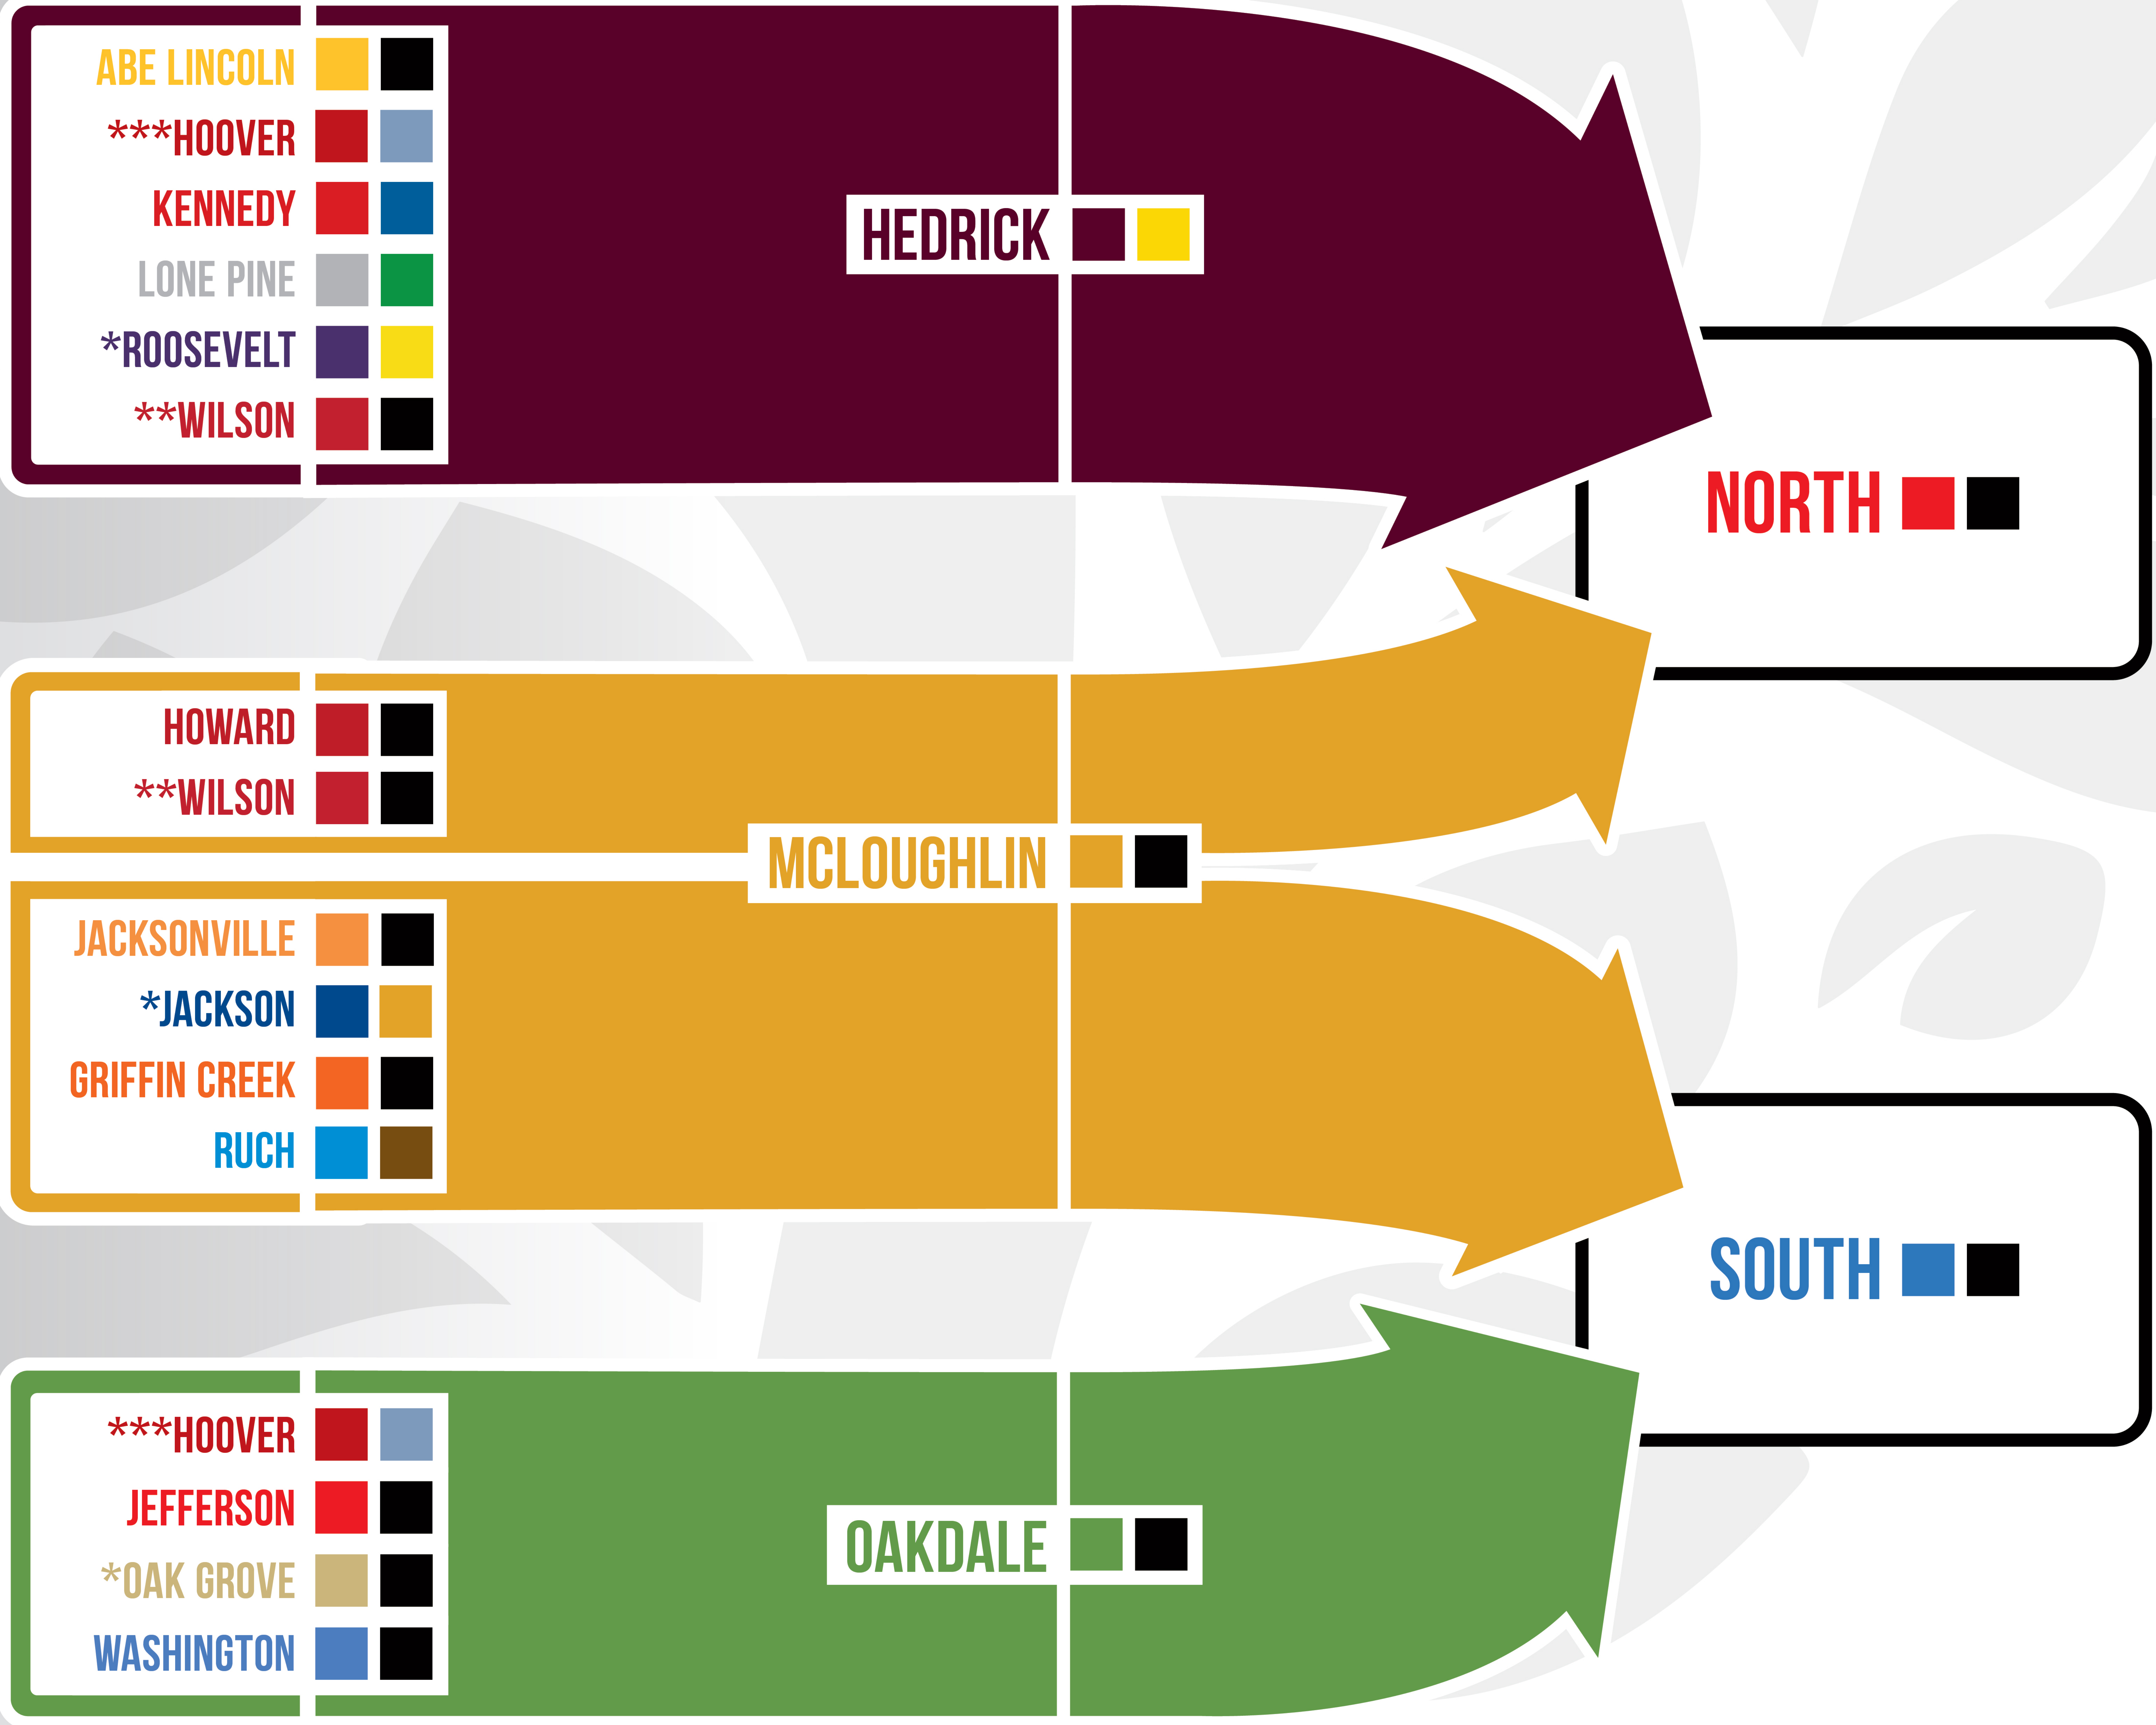 ABE LINCOLN
***HOOVER
KENNEDY
LONE PINE
*ROOSEVELT
**WILSON
HEDRICK
NORTH
HOWARD
**WILSON
MCLOUGHLIN
JACKSONVILLE
*JACKSON
GRIFFIN CREEK
RUCH
SOUTH
***HOOVER
JEFFERSON
*OAK GROVE
WASHINGTON
OAKDALE